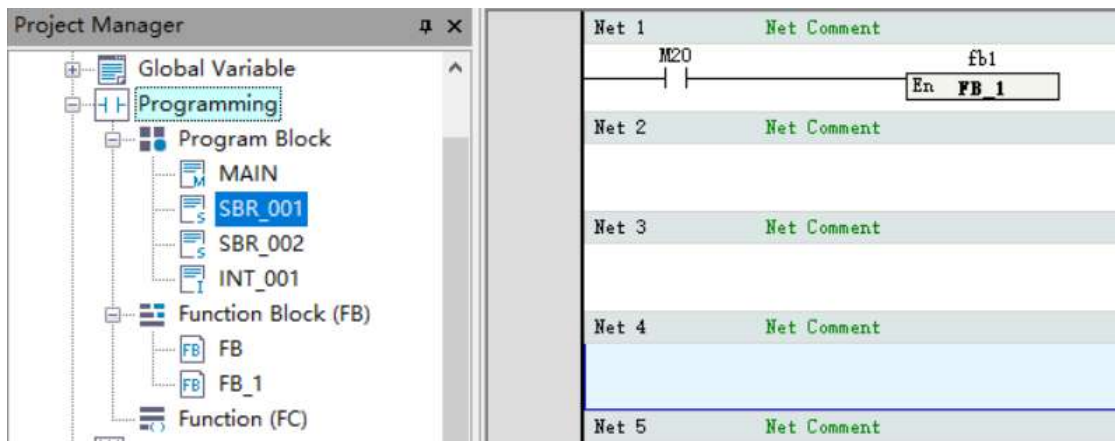 Project Manager
Global Variable
Programming
Program Block
MAIN
SBR_001
SBR_002
INT_001
Function Block (FB)
FB FB
FB FB_1
Function (FC)
Net 1 Net Comment
M20 fb1
En FB_1
Net 2 Net Comment
Net 3 Net Comment
Net 4 Net Comment
Net 5 Net Comment